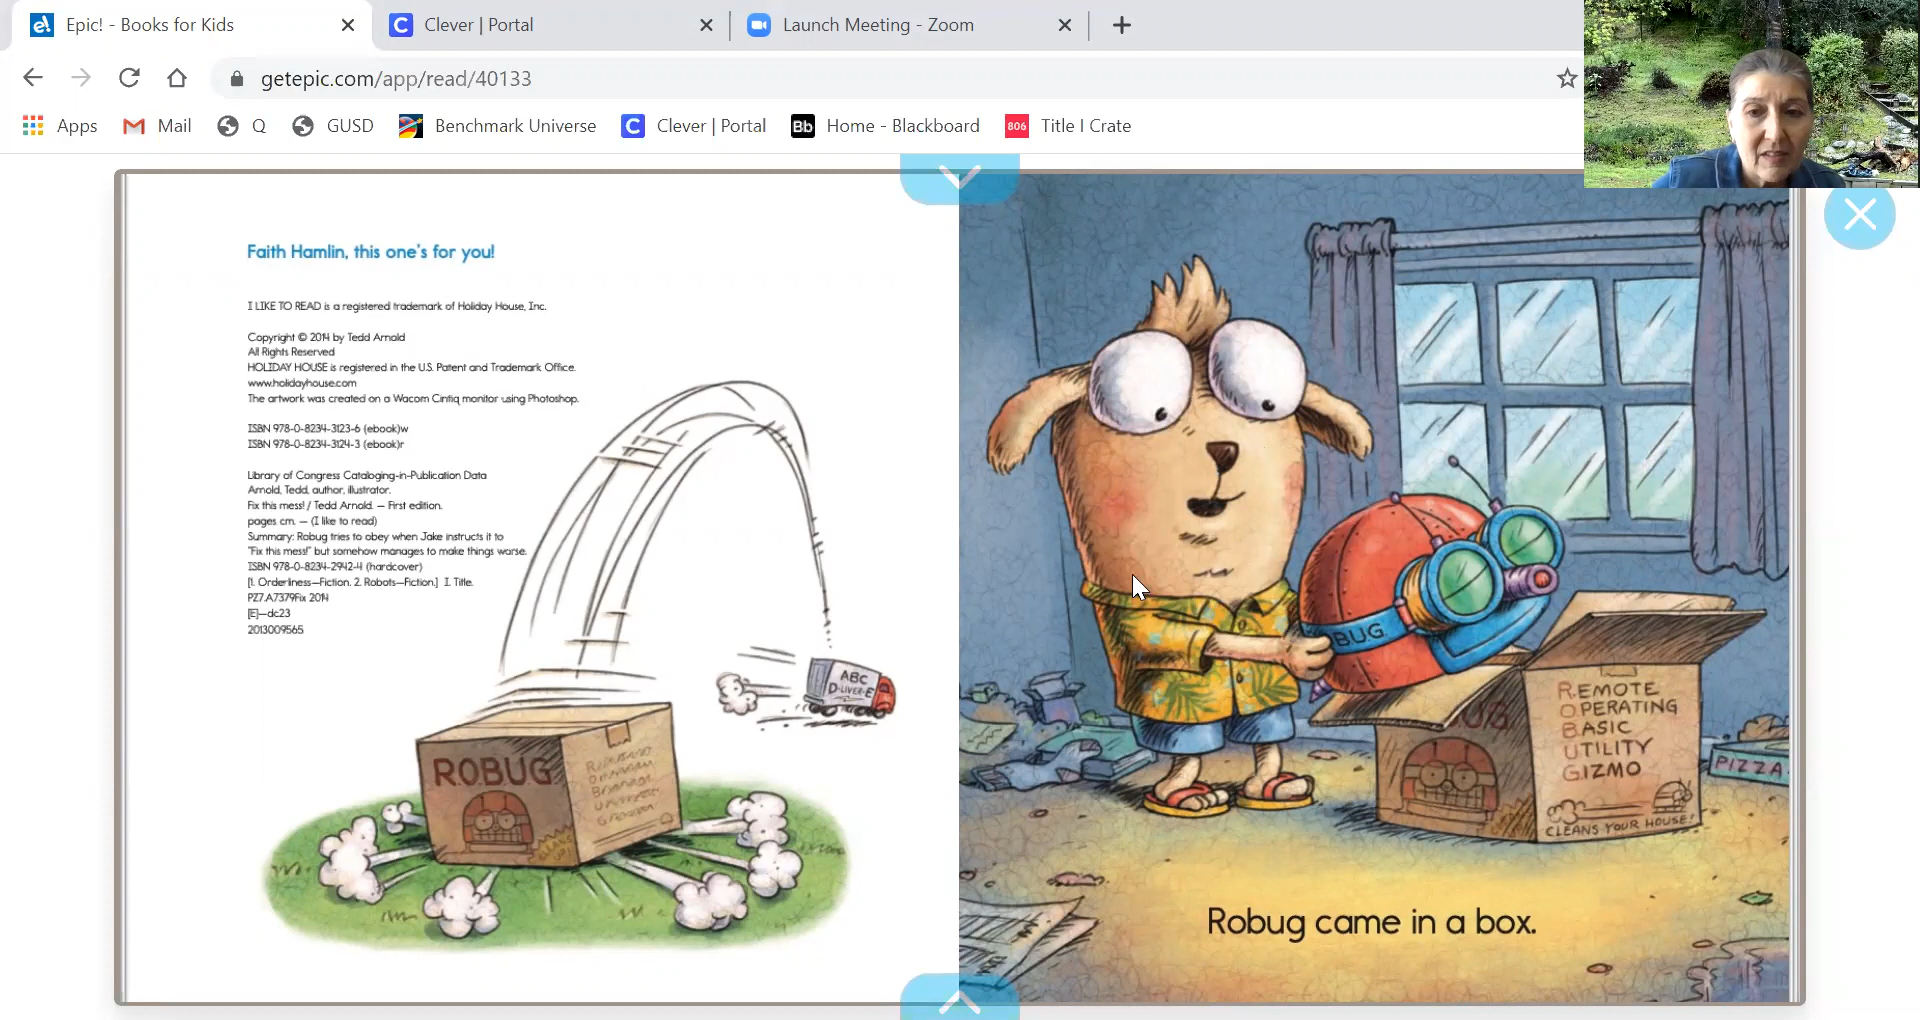 Epic! - Books for Kids
Clever | Portal
Launch Meeting - Zoom
getepic.com/app/read/40133
Apps
Mail
Q
GUSD
Benchmark Universe
Clever | Portal
Bb
Home - Blackboard
806
Title I Crate
Faith Hamlin, this one's for you!
I LIKE TO READ is a registered trademark of Holiday House, Inc.
Copyright © 2014 by Tedd Arnold
All Rights Reserved
HOLIDAY HOUSE is registered in the U.S. Patent and Trademark Office.
www.holidayhouse.com
The artwork was created on a Wacom Cintiq monitor using Photoshop.
ISBN 978-0-8234-3123-6 (ebook)w
ISBN 978-0-8234-3124-3 (ebook)r
Library of Congress Cataloging-in-Publication Data
Arnold, Tedd, author, illustrator.
Fix this mess! / Tedd Arnold. — First edition.
pages cm. — (I like to read)
Summary: Robug tries to obey when Jake instructs it to
"Fix this mess!" but somehow manages to make things worse.
ISBN 978-0-8234-2942-4 (hardcover)
[1. Orderliness—Fiction. 2. Robots—Fiction.] I. Title.
PZ7.A7379Fix 2014
[E]—dc23
2013009565
ABC
D-LIVER-E
R.O.BUG
BUG
UG
REMOTE
OPERATING
BASIC
UTILITY
GIZMO
CLEANS YOUR HOUSE!
PIZZA
Robug came in a box.